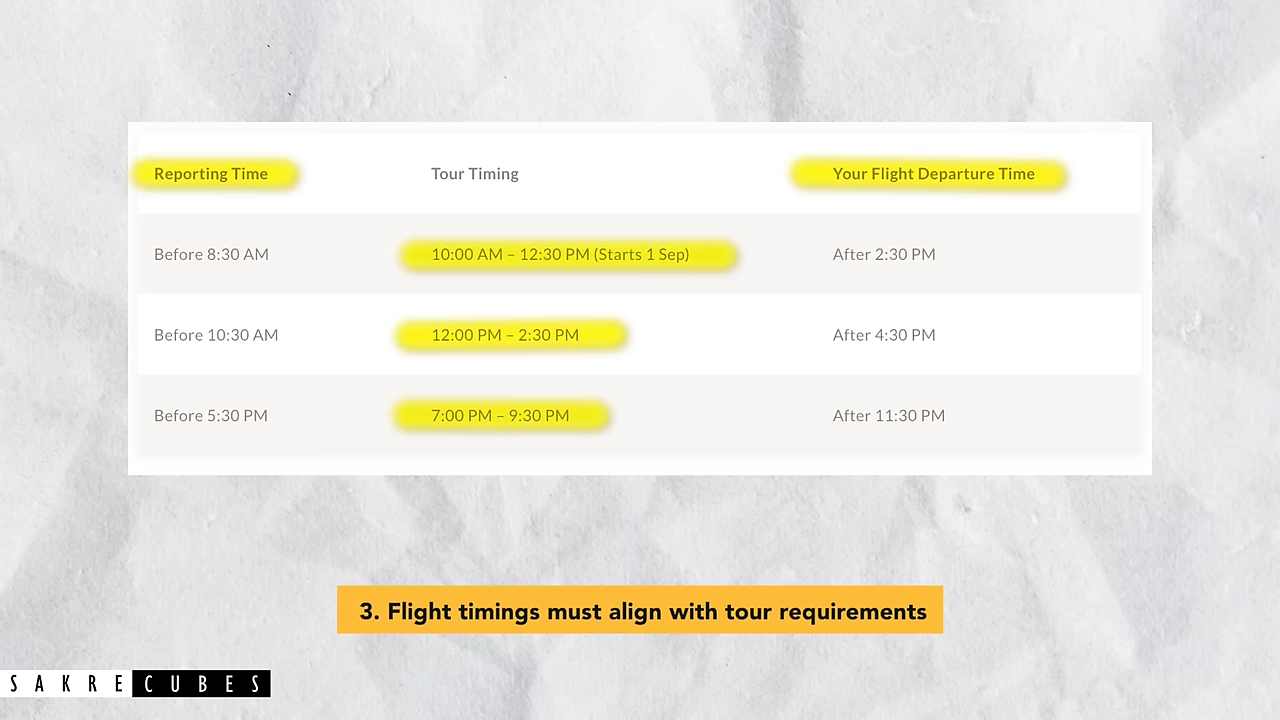 Reporting Time Tour Timing Your Flight Departure Time
Before 8:30 AM 10:00 AM – 12:30 PM (Starts 1 Sep) After 2:30 PM
Before 10:30 AM 12:00 PM – 2:30 PM After 4:30 PM
Before 5:30 PM 7:00 PM – 9:30 PM After 11:30 PM
3. Flight timings must align with tour requirements
SAKRECUBES